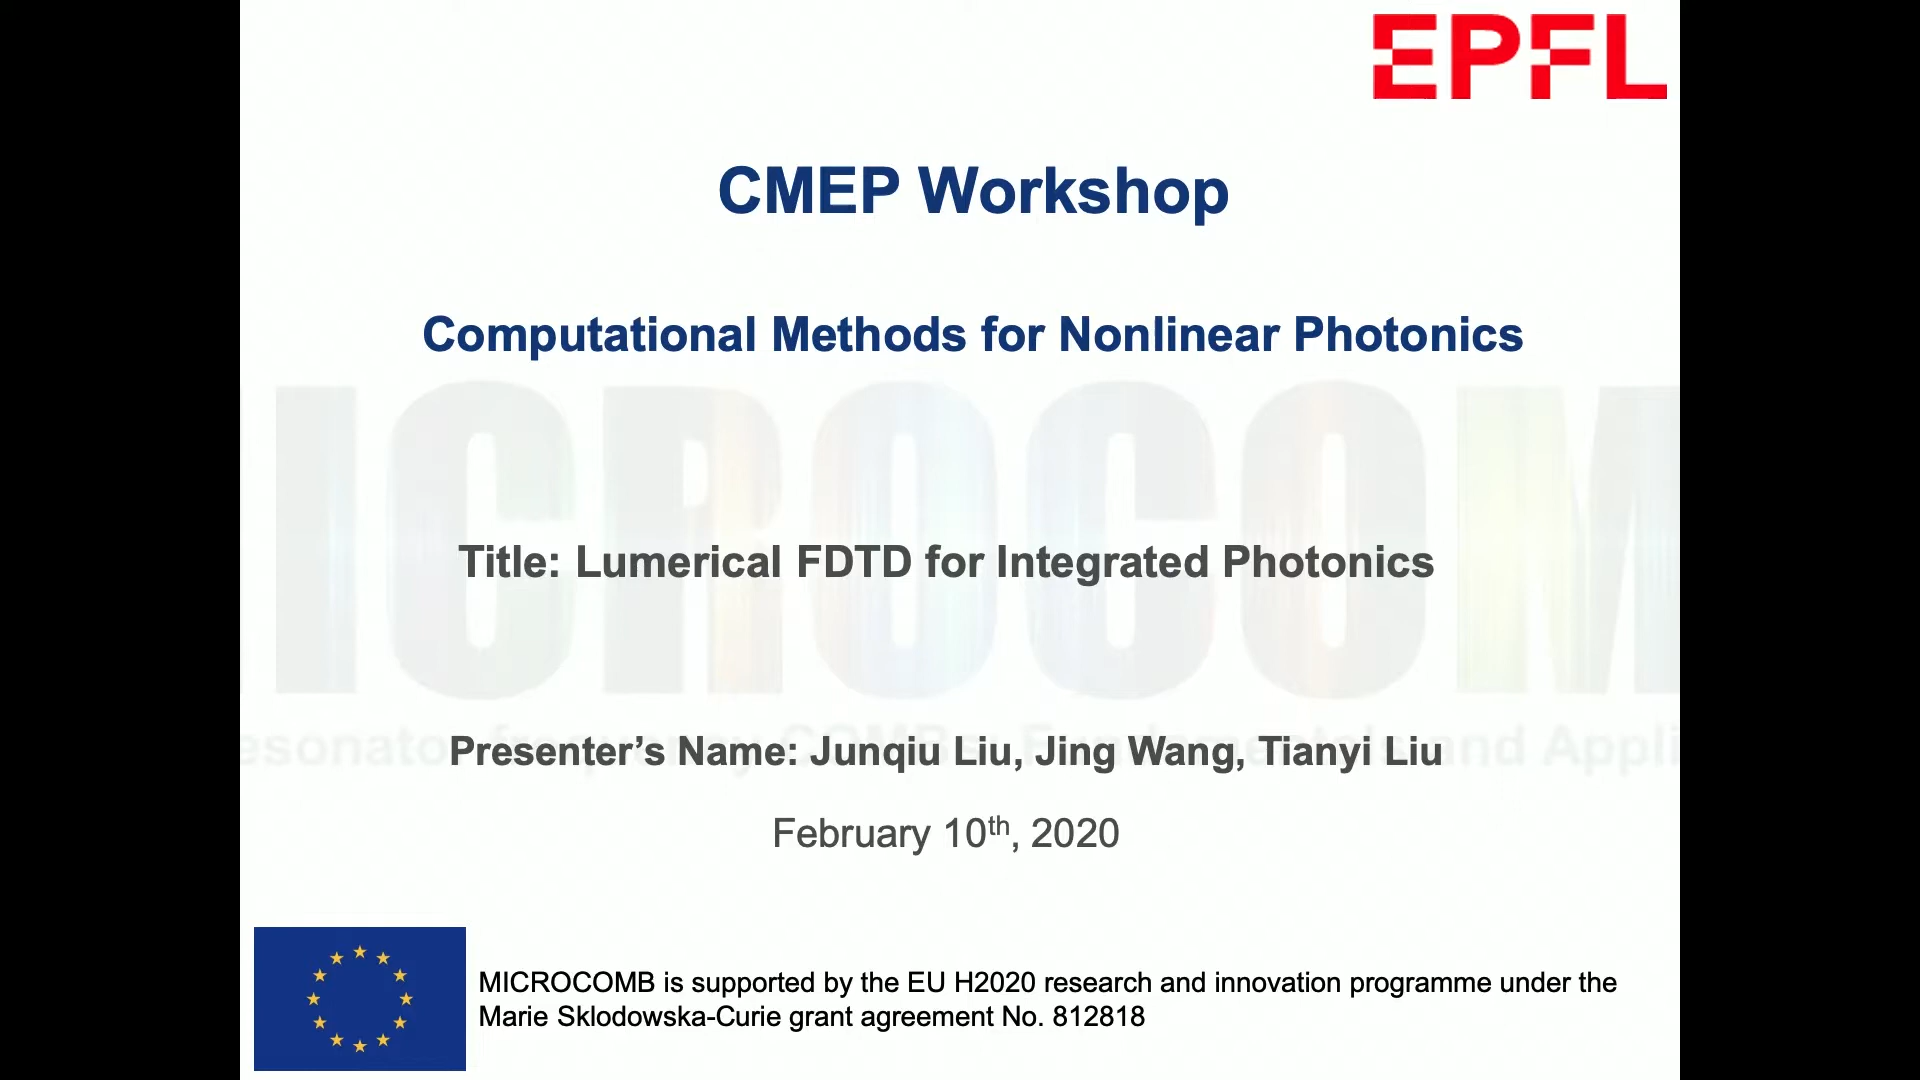 EPFL
CMEP Workshop
Computational Methods for Nonlinear Photonics
MICROCOM
Title: Lumerical FDTD for Integrated Photonics
Presenter’s Name: Junqiu Liu, Jing Wang, Tianyi Liu
February 10th, 2020
MICROCOMB is supported by the EU H2020 research and innovation programme under the
Marie Sklodowska-Curie grant agreement No. 812818